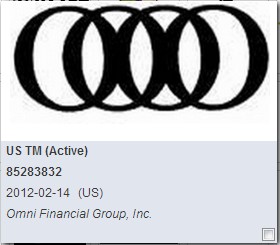 US TM (Active)
85283832
2012-02-14 (US)
Omni Financial Group, Inc.